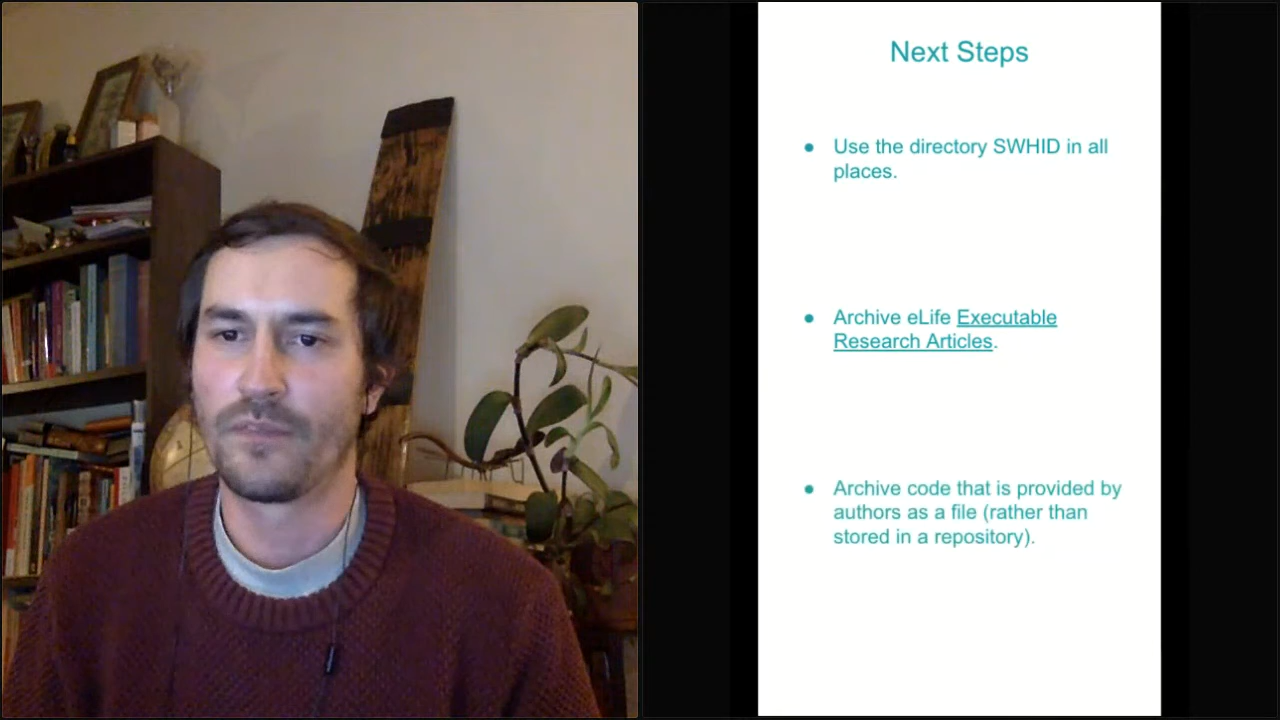 Next Steps
● Use the directory SWHID in all
places.
● Archive eLife Executable
Research Articles.
● Archive code that is provided by
authors as a file (rather than
stored in a repository).